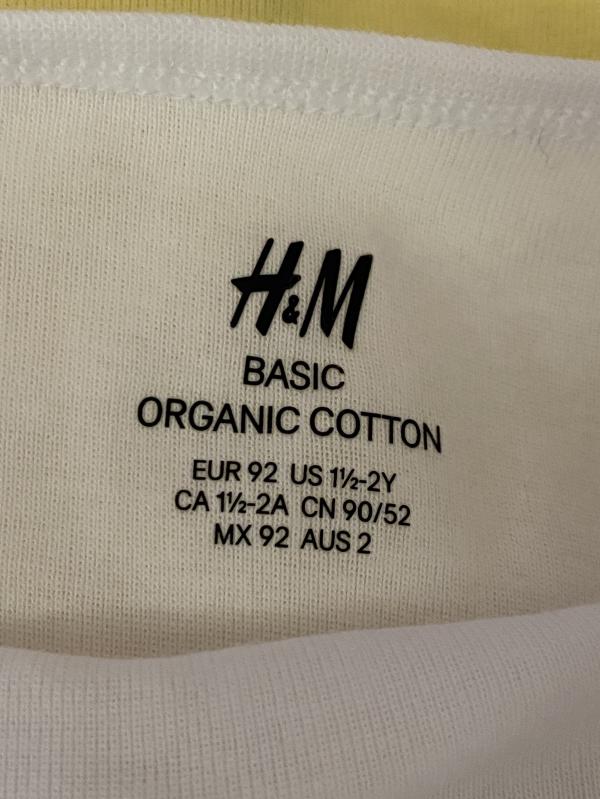 H&M
BASIC
ORGANIC COTTON
EUR 92 US 1½-2Y
CA 1½-2A CN 90/52
MX 92 AUS 2